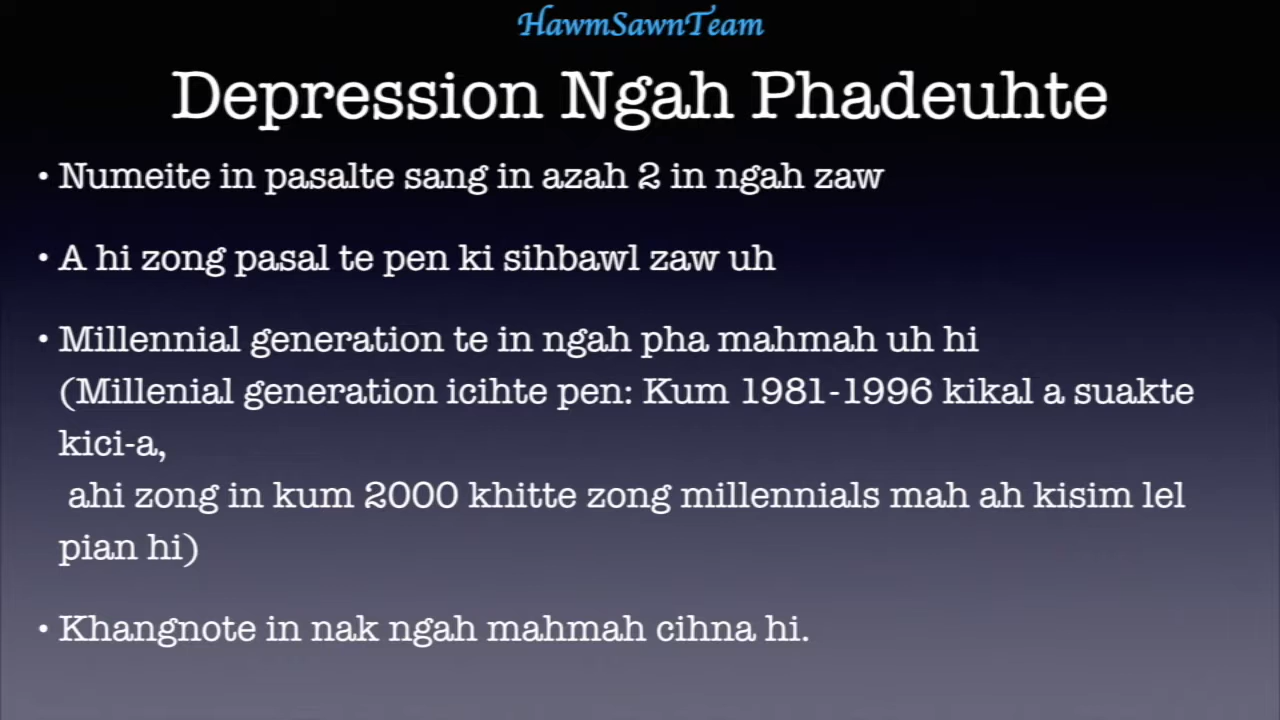 HawmSawnTeam
Depression Ngah Phadeuhte
• Numeite in pasalte sang in azah 2 in ngah zaw
• A hi zong pasal te pen ki sihbawl zaw uh
• Millennial generation te in ngah pha mahmah uh hi
(Millenial generation icihte pen: Kum 1981-1996 kikal a suakte
kici-a,
ahi zong in kum 2000 khitte zong millennials mah ah kisim lel
pian hi)
• Khangnote in nak ngah mahmah cihna hi.